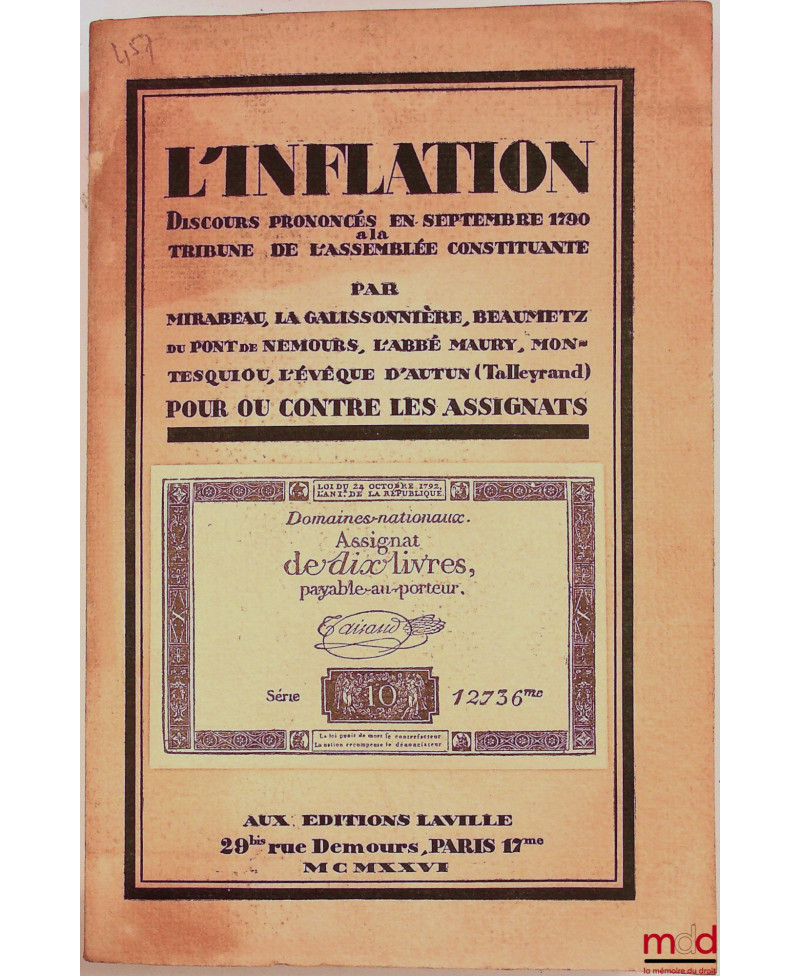 457
L'INFLATION
DISCOURS PRONONCÉS EN SEPTEMBRE 1790
a la
TRIBUNE DE L'ASSEMBLÉE CONSTITUANTE
PAR
MIRABEAU, LA GALISSONNIÈRE, BEAUMETZ
DU PONT DE NEMOURS, L'ABBÉ MAURY, MON-
TESQUIOU, L'ÉVÊQUE D'AUTUN (Talleyrand)
POUR OU CONTRE LES ASSIGNATS
LOI DU 24 OCTOBRE 1792,
L'AN 1er DE LA RÉPUBLIQUE
Domaines-nationaux.
Assignat
de dix livres,
payable-au-porteur.
Taisaud
X X
Série 10 12736me
La loi punit de mort le contrefacteur
La nation recompense le dénonciateur
AUX EDITIONS LAVILLE
29bis rue Demours, PARIS 17me
MCMXXVI
mdd
la mémoire du droit